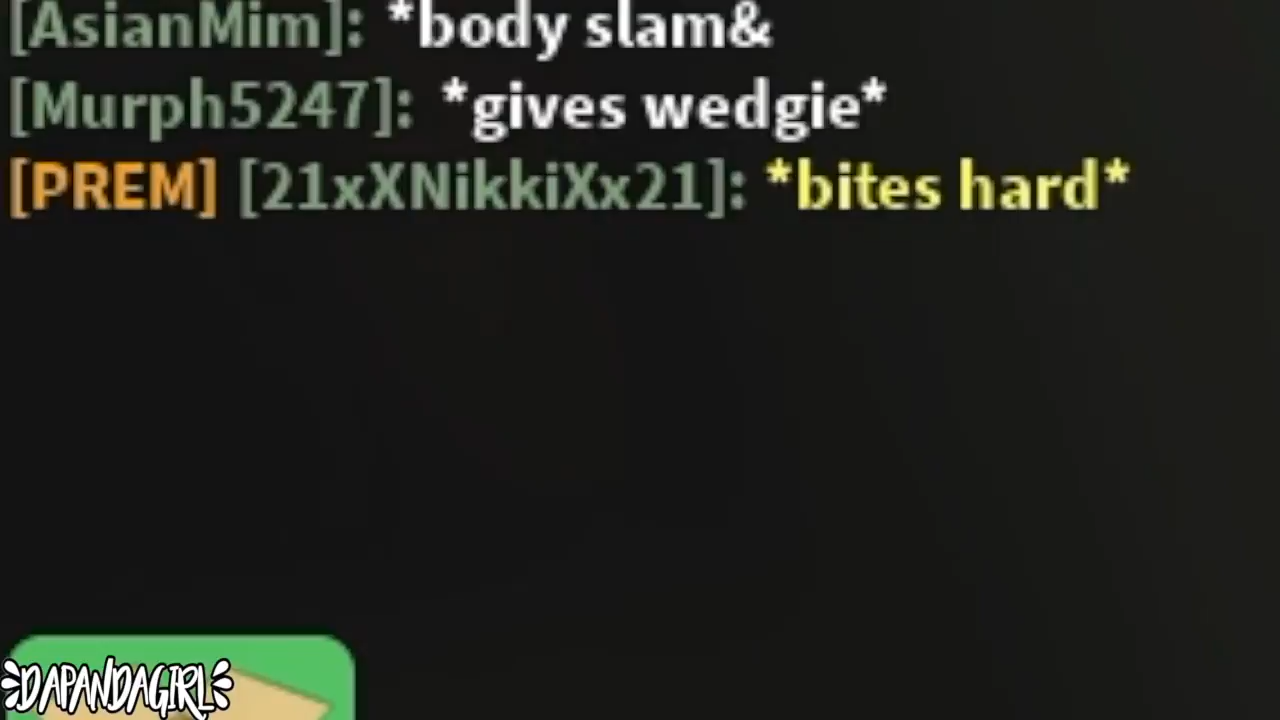 [AsianMim]: *body slam&
[Murph5247]: *gives wedgie*
[PREM] [21xXNikkiXx21]: *bites hard*
DAPANDAGIRL